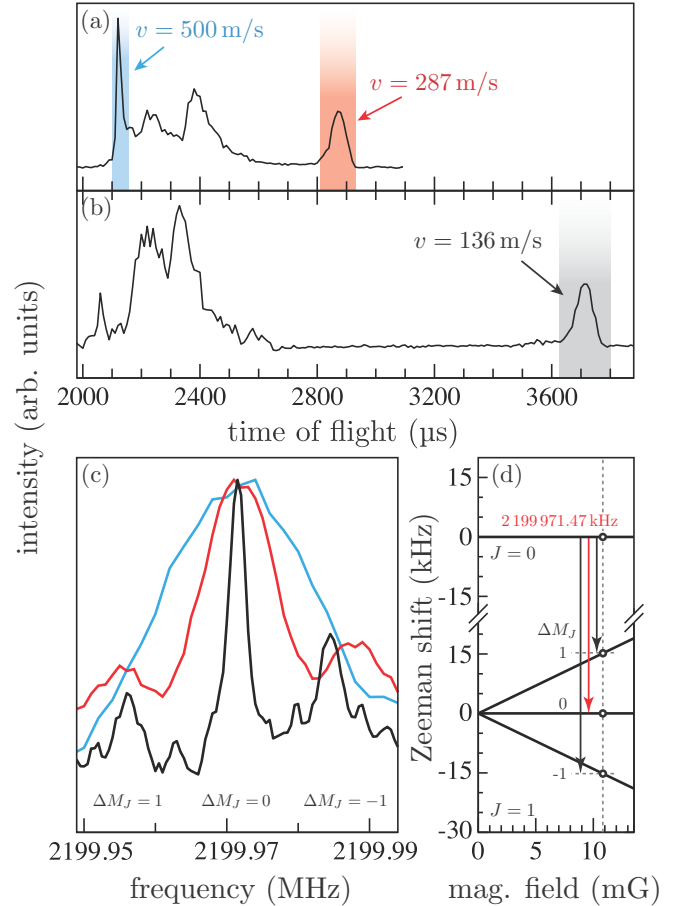 (a)
v = 500 m/s
v = 287 m/s
(b)
v = 136 m/s
2000 2400 2800 3200 3600
time of flight (µs)
intensity (arb. units)
(c)
ΔM_J = 1 ΔM_J = 0 ΔM_J = −1
2199.95 2199.97 2199.99
frequency (MHz)
(d)
Zeeman shift (kHz)
15
0
-15
15
0
-15
-30
2 199 971.47 kHz
J = 0
ΔM_J
1
0
-1
J = 1
0 5 10
mag. field (mG)